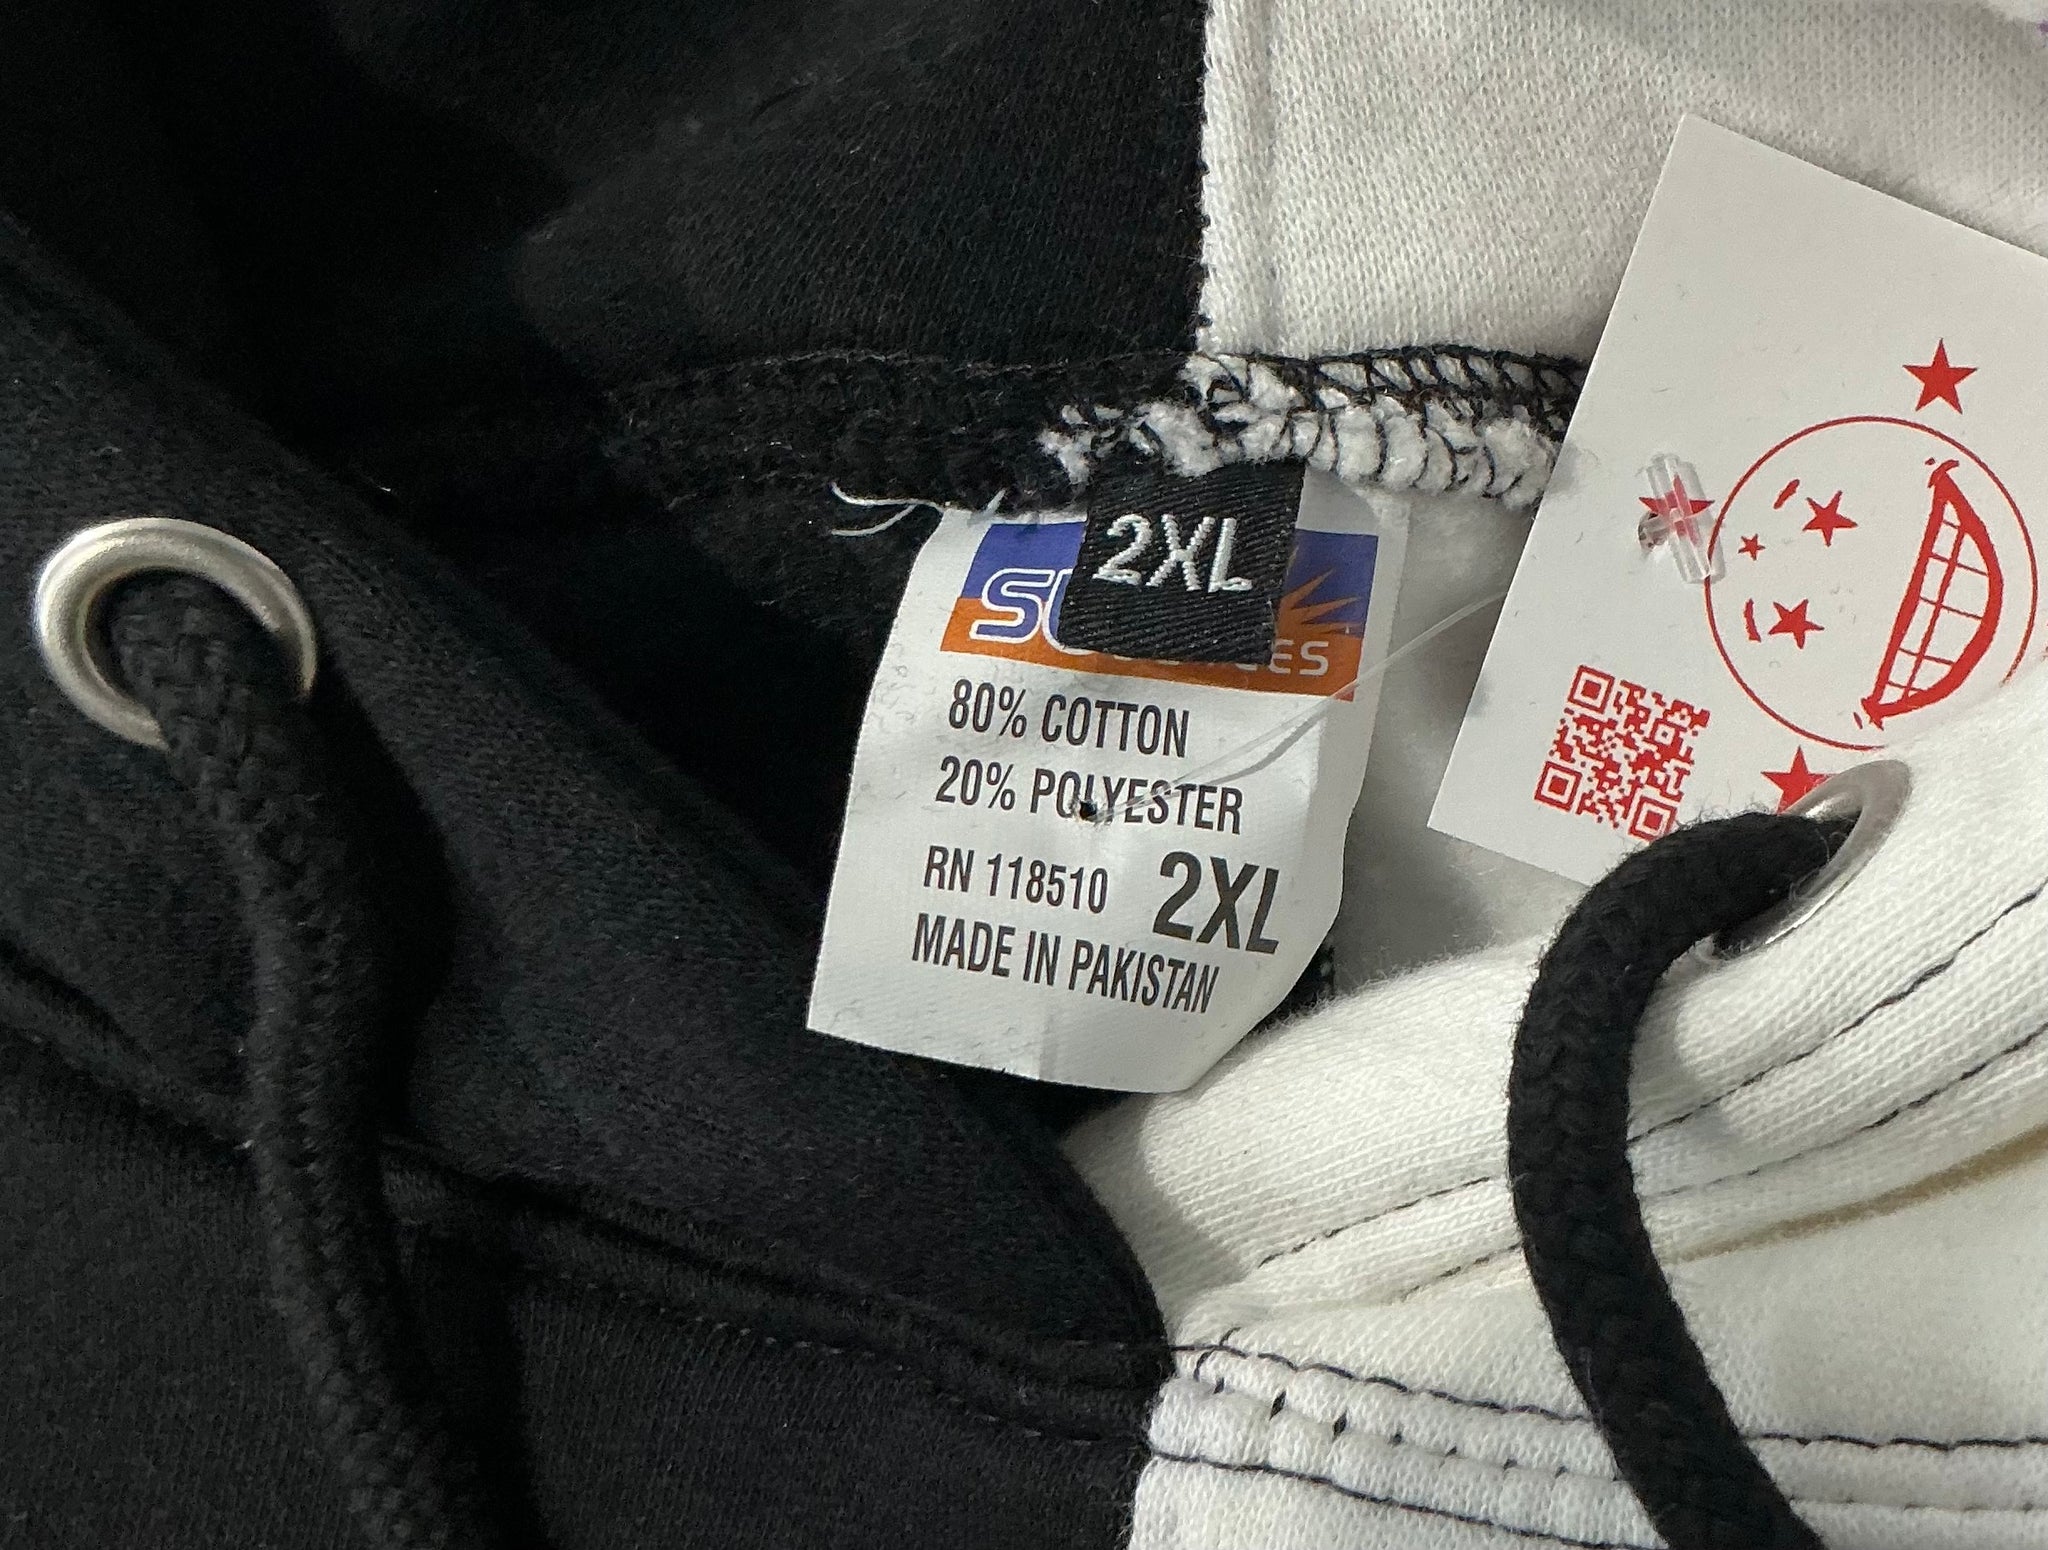 2XL
80% COTTON
20% POLYESTER
RN 118510
2XL
MADE IN PAKISTAN